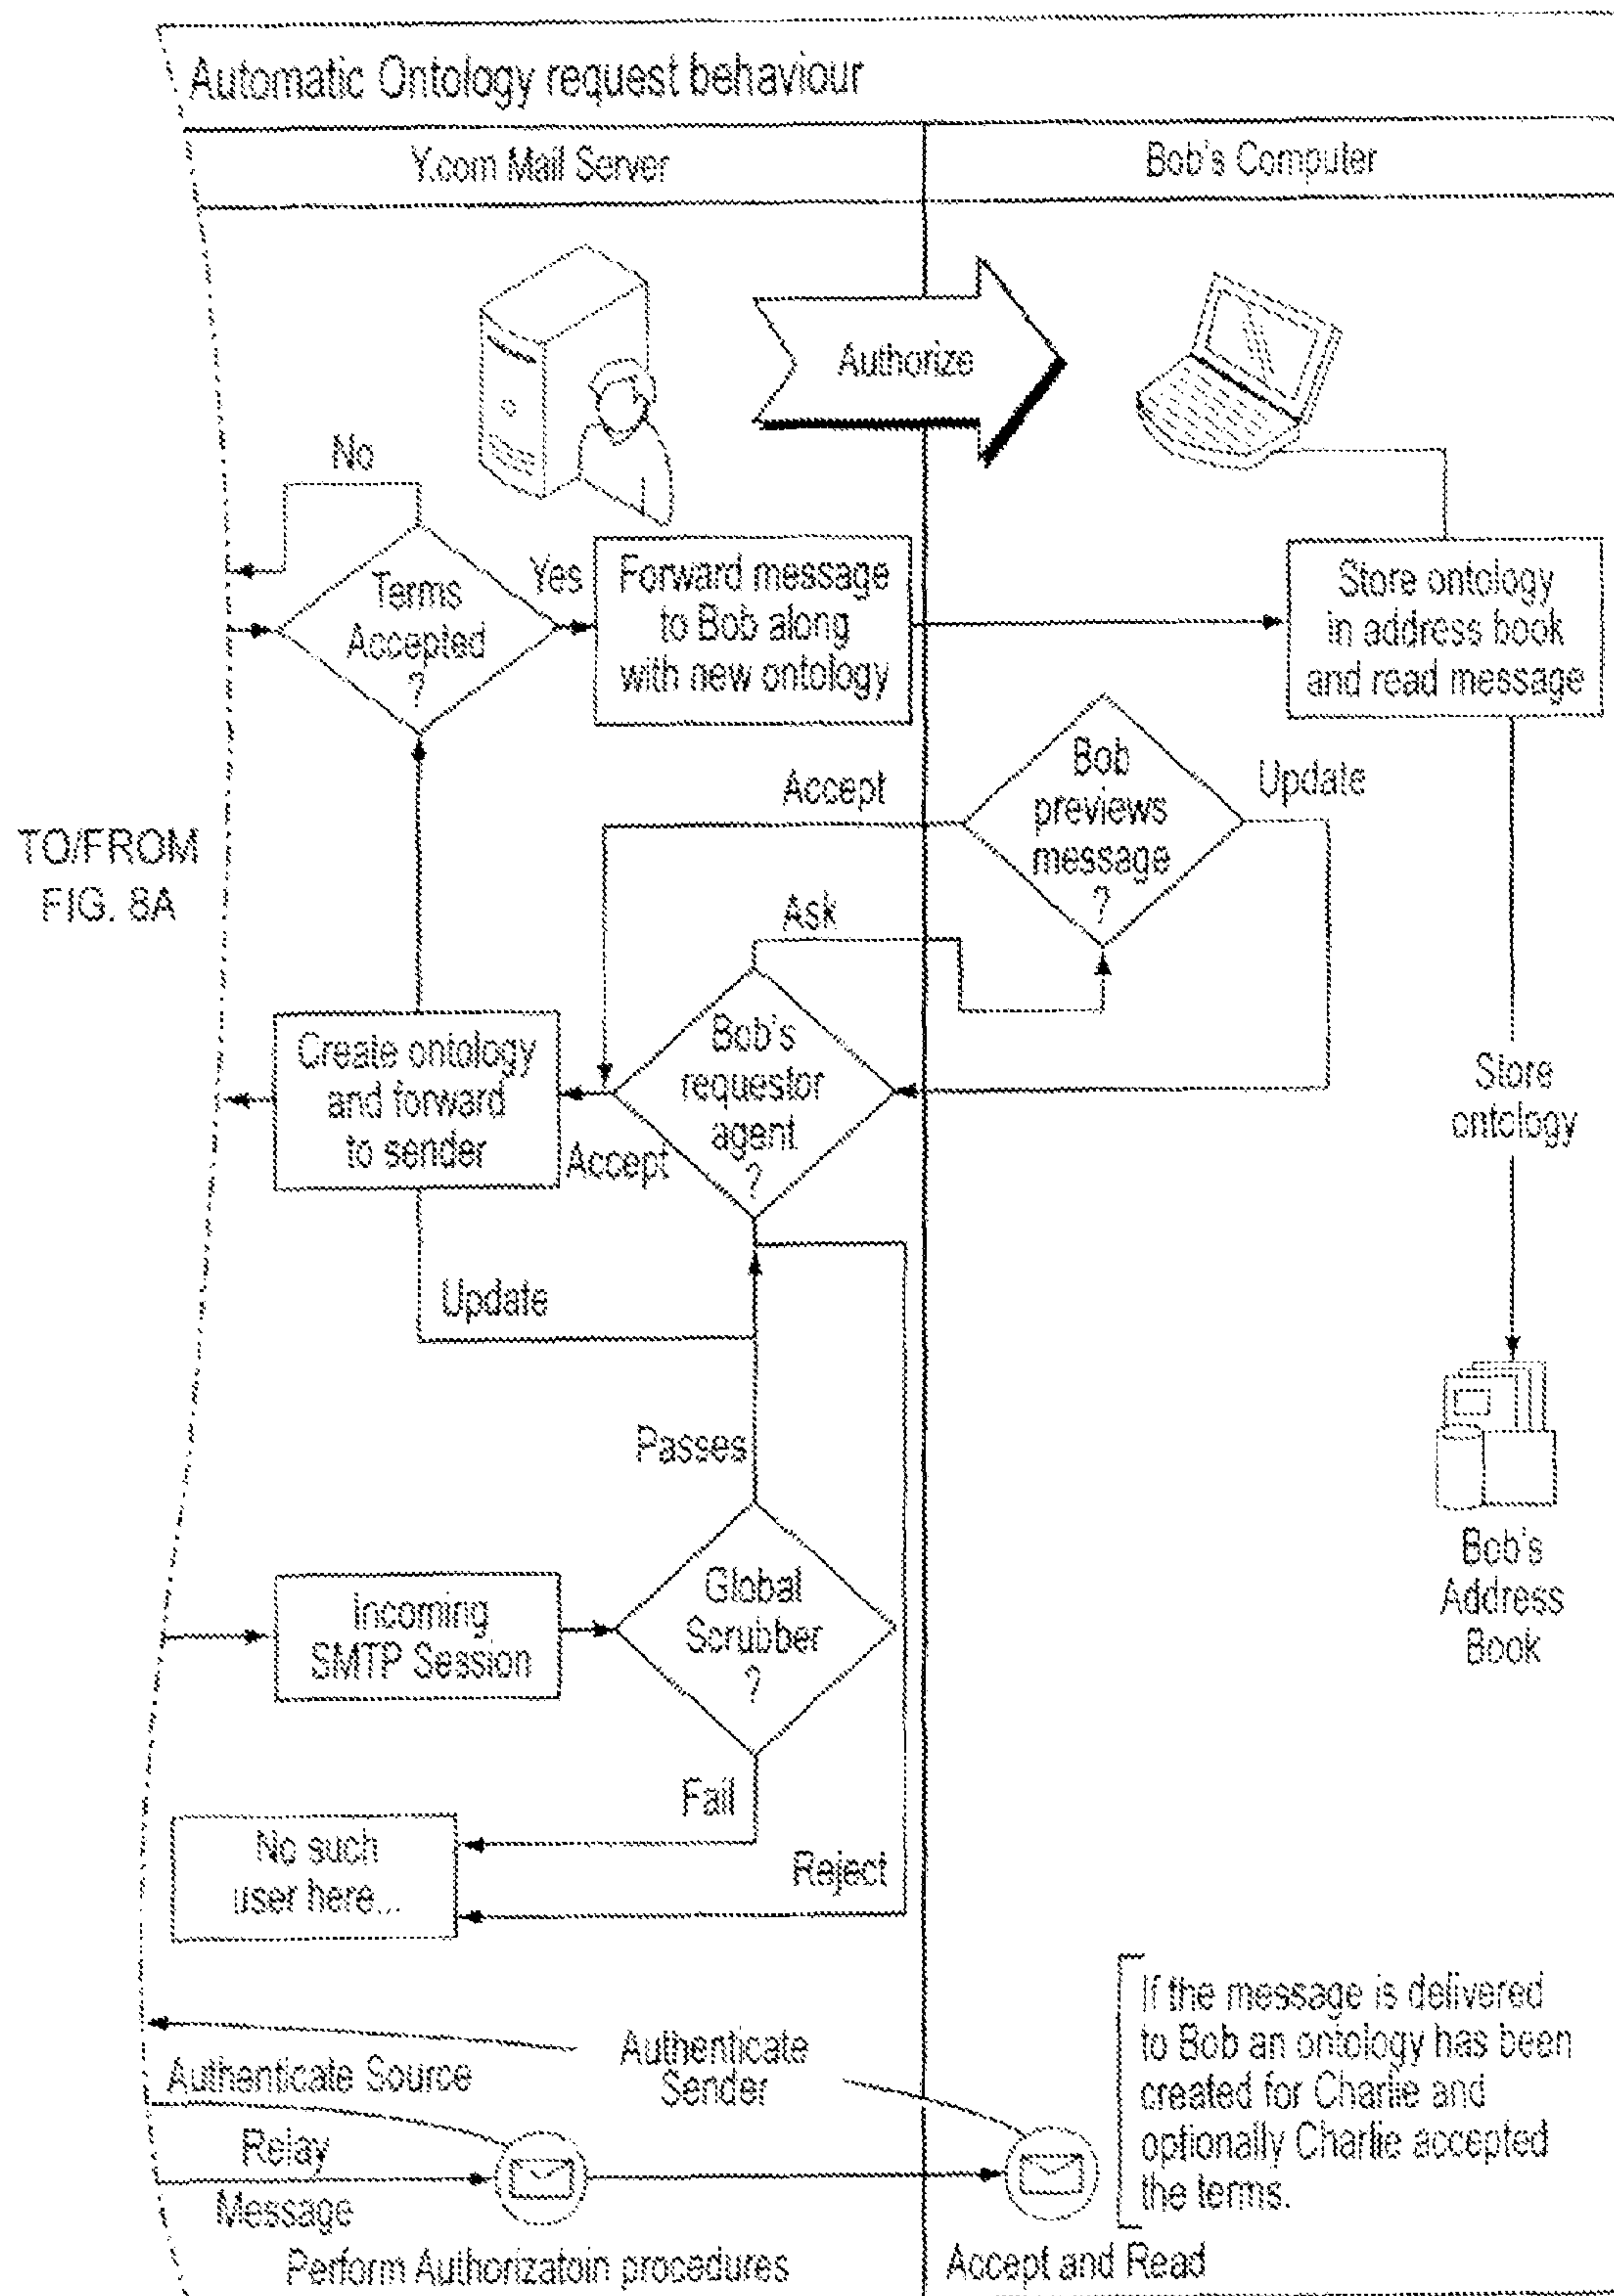 Automatic Ontology request behaviour
Y.com Mail Server
Bob's Computer
Authorize
No
Terms
Accepted
?
Yes
Forward message
to Bob along
with new ontology
Store ontology
in address book
and read message
Bob
previews
message
?
Accept
Update
TO/FROM
FIG. 8A
Ask
Create ontology
and forward
to sender
Bob's
requestor
agent
?
Accept
Store
ontology
Update
Passes
Incoming
SMTP Session
Global
Scrubber
?
Bob's
Address
Book
Fail
No such
user here...
Reject
Authenticate
Sender
Authenticate Source
Relay
Message
If the message is delivered
to Bob an ontology has been
created for Charlie and
optionally Charlie accepted
the terms.
Perform Authorizatoin procedures
Accept and Read